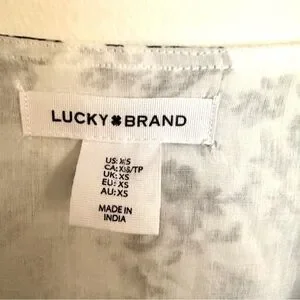 LUCKY BRAND
US: XS
CA: XS/TP
UK: XS
EU: XS
AU: XS
MADE IN
INDIA